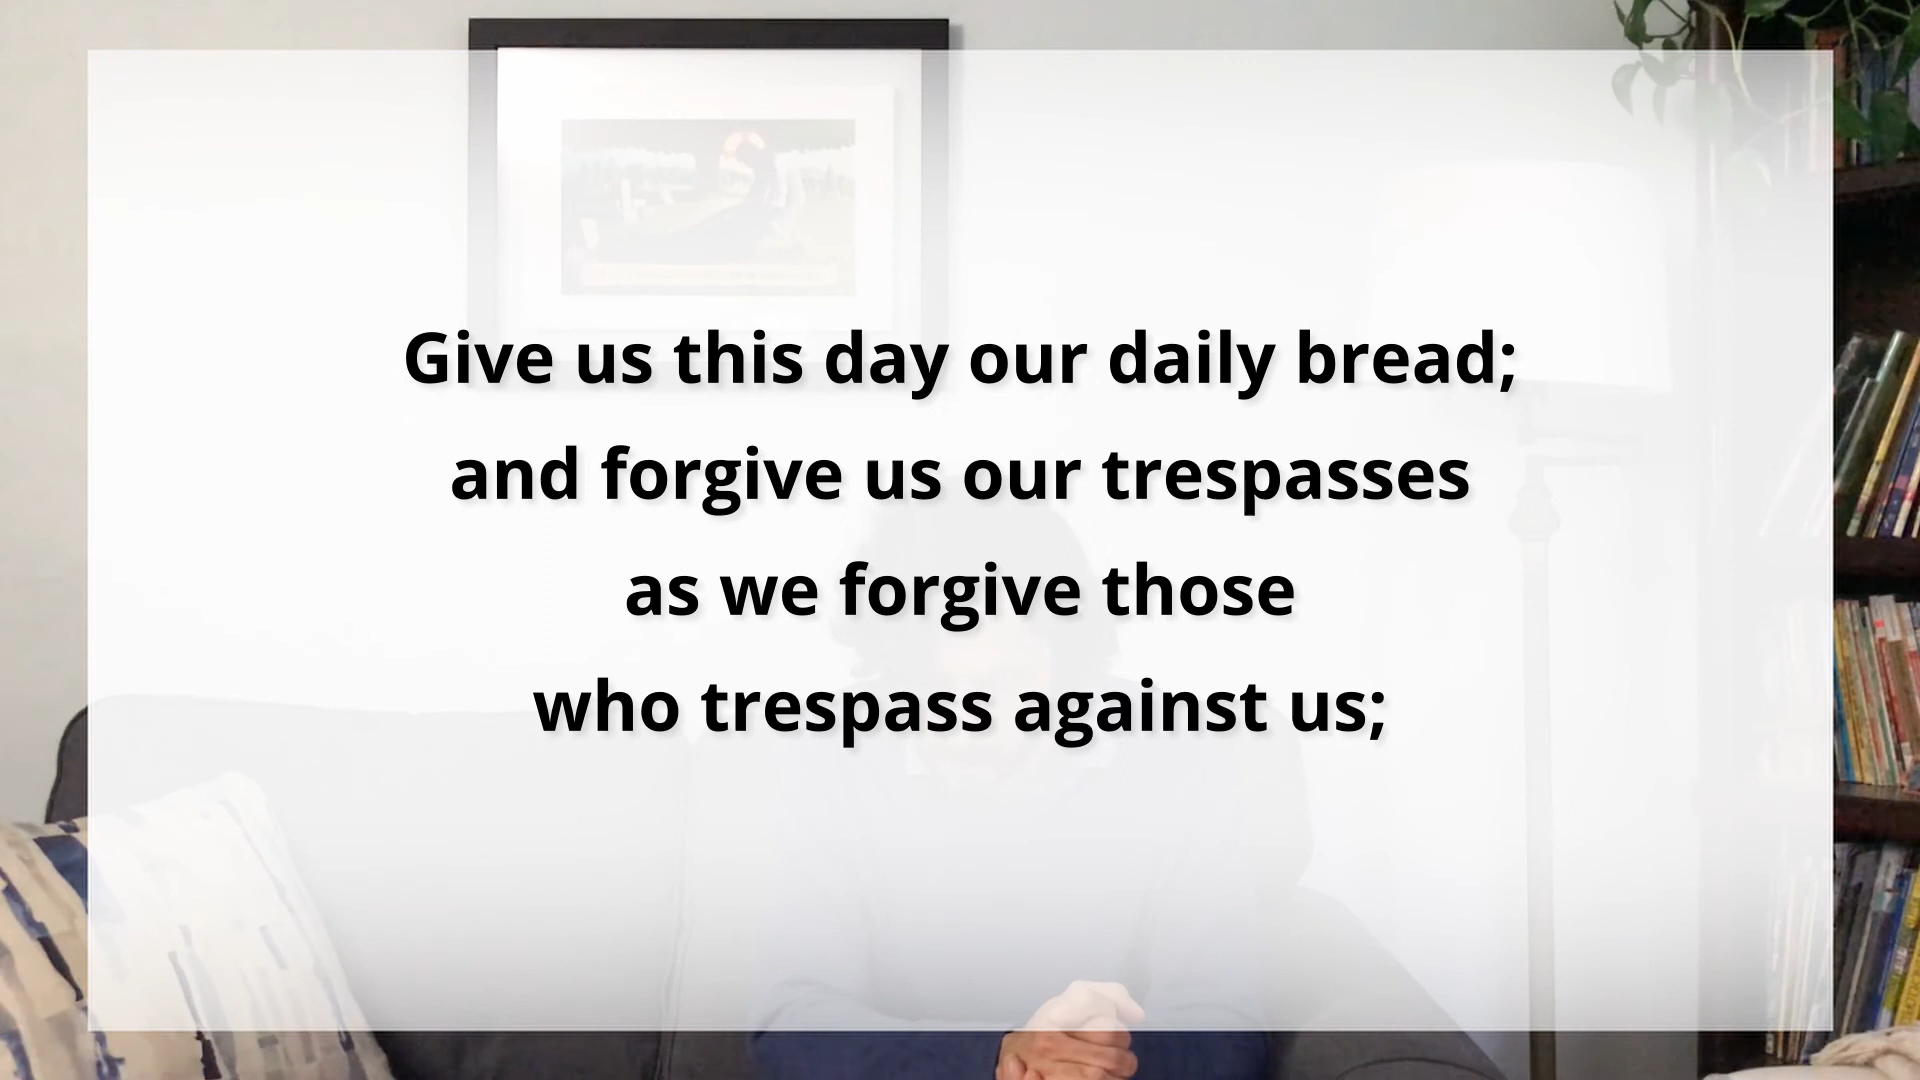 Give us this day our daily bread;
and forgive us our trespasses
as we forgive those
who trespass against us;